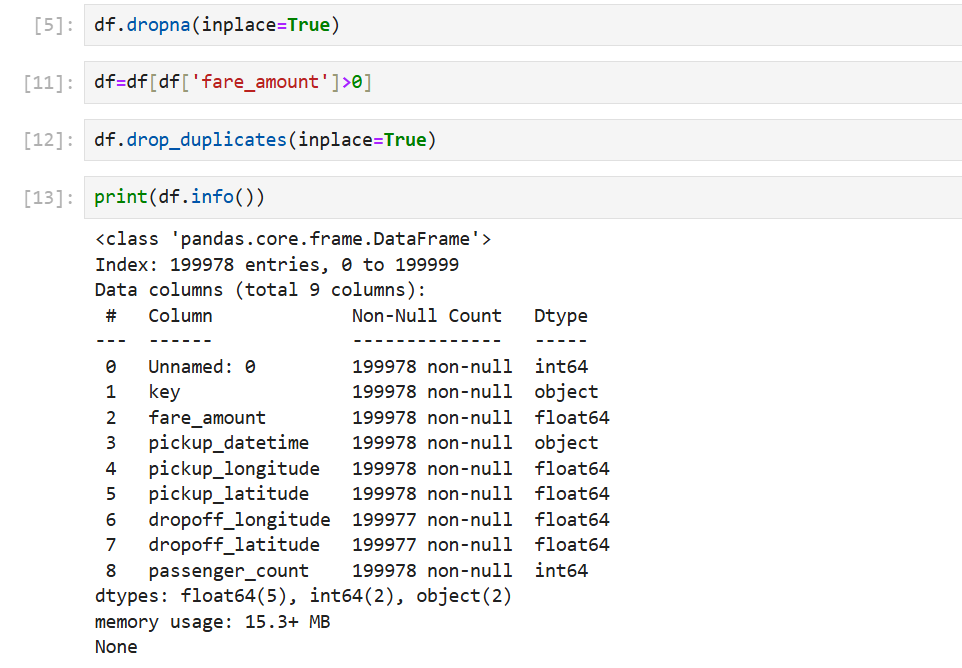 [5]: df.dropna(inplace=True)
[11]: df=df[df['fare_amount']>0]
[12]: df.drop_duplicates(inplace=True)
[13]: print(df.info())
<class 'pandas.core.frame.DataFrame'>
Index: 199978 entries, 0 to 199999
Data columns (total 9 columns):
 #   Column             Non-Null Count   Dtype
---  ------             --------------   -----
 0   Unnamed: 0         199978 non-null  int64
 1   key                199978 non-null  object
 2   fare_amount        199978 non-null  float64
 3   pickup_datetime    199978 non-null  object
 4   pickup_longitude   199978 non-null  float64
 5   pickup_latitude    199978 non-null  float64
 6   dropoff_longitude  199977 non-null  float64
 7   dropoff_latitude   199977 non-null  float64
 8   passenger_count    199978 non-null  int64
dtypes: float64(5), int64(2), object(2)
memory usage: 15.3+ MB
None